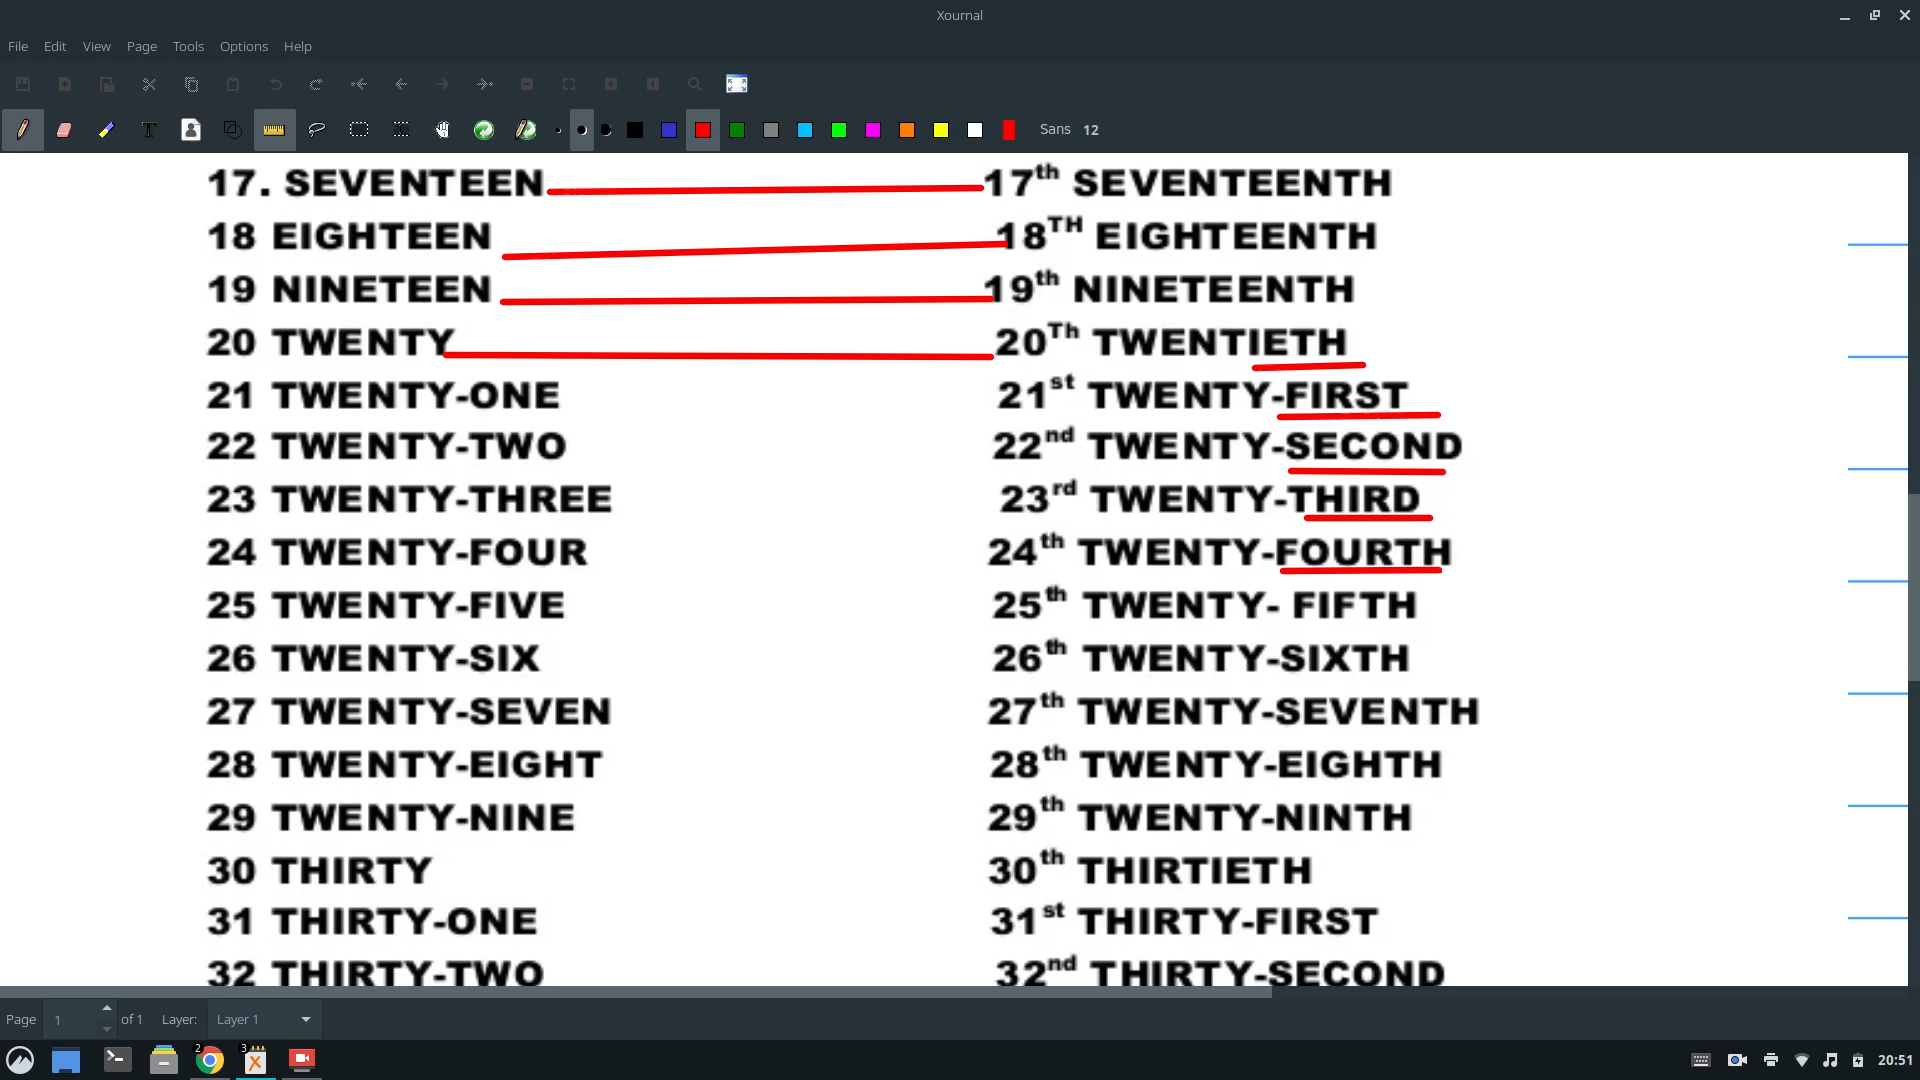 Xournal
File Edit View Page Tools Options Help
Sans 12
17. SEVENTEEN 17th SEVENTEENTH
18 EIGHTEEN 18TH EIGHTEENTH
19 NINETEEN 19th NINETEENTH
20 TWENTY 20Th TWENTIETH
21 TWENTY-ONE 21st TWENTY-FIRST
22 TWENTY-TWO 22nd TWENTY-SECOND
23 TWENTY-THREE 23rd TWENTY-THIRD
24 TWENTY-FOUR 24th TWENTY-FOURTH
25 TWENTY-FIVE 25th TWENTY- FIFTH
26 TWENTY-SIX 26th TWENTY-SIXTH
27 TWENTY-SEVEN 27th TWENTY-SEVENTH
28 TWENTY-EIGHT 28th TWENTY-EIGHTH
29 TWENTY-NINE 29th TWENTY-NINTH
30 THIRTY 30th THIRTIETH
31 THIRTY-ONE 31st THIRTY-FIRST
32 THIRTY-TWO 32nd THIRTY-SECOND
Page 1 of 1 Layer: Layer 1
2 3 20:51